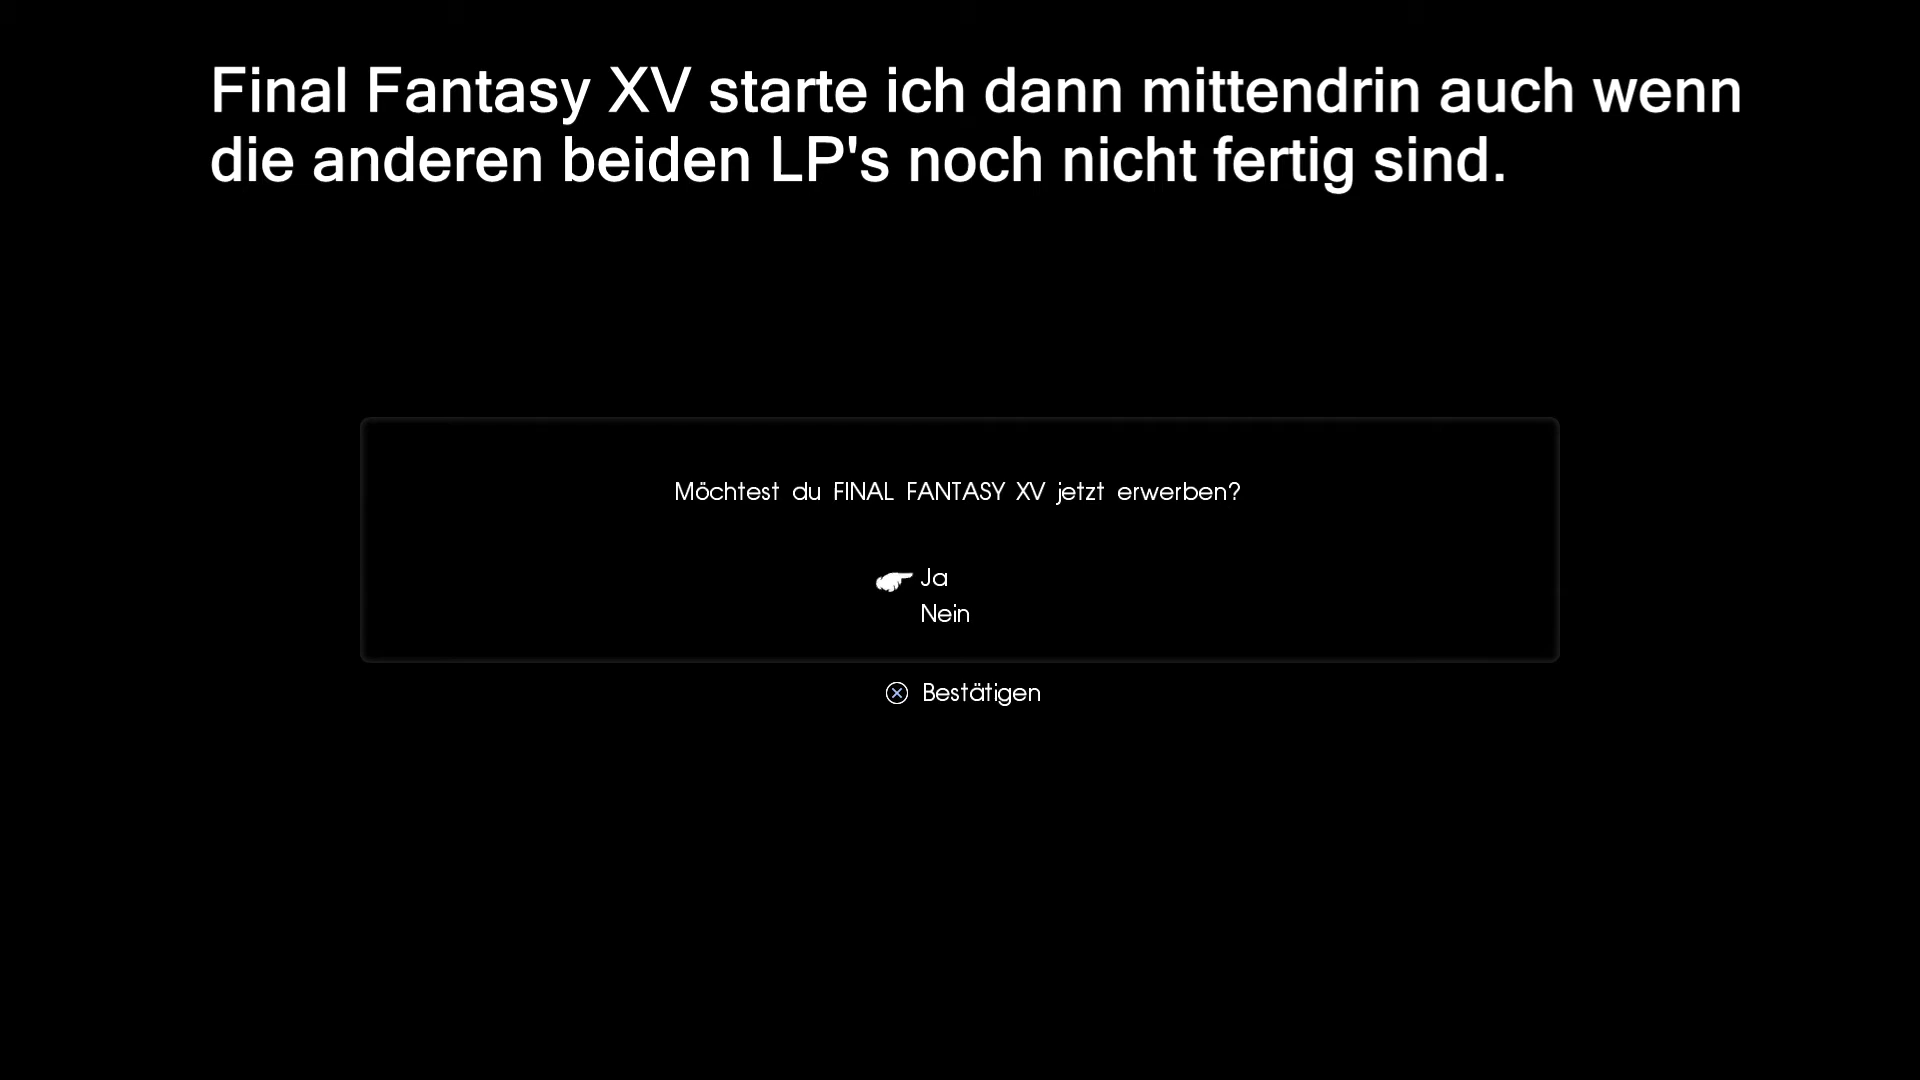 Final Fantasy XV starte ich dann mittendrin auch wenn
die anderen beiden LP's noch nicht fertig sind.
Möchtest du FINAL FANTASY XV jetzt erwerben?
Ja
Nein
Bestätigen